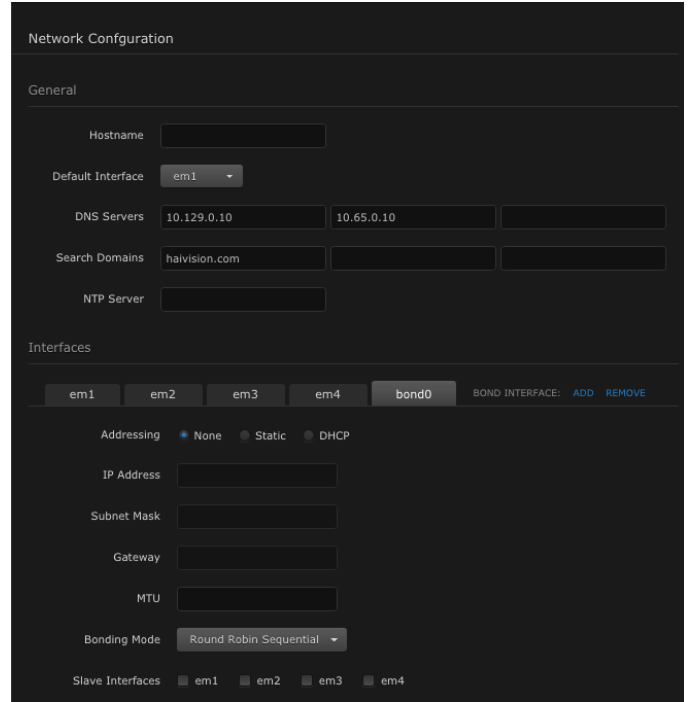 Network Confguration
General
Hostname
Default Interface em1
DNS Servers 10.129.0.10 10.65.0.10
Search Domains haivision.com
NTP Server
Interfaces
em1 em2 em3 em4 bond0 BOND INTERFACE: ADD REMOVE
Addressing None Static DHCP
IP Address
Subnet Mask
Gateway
MTU
Bonding Mode Round Robin Sequential
Slave Interfaces em1 em2 em3 em4